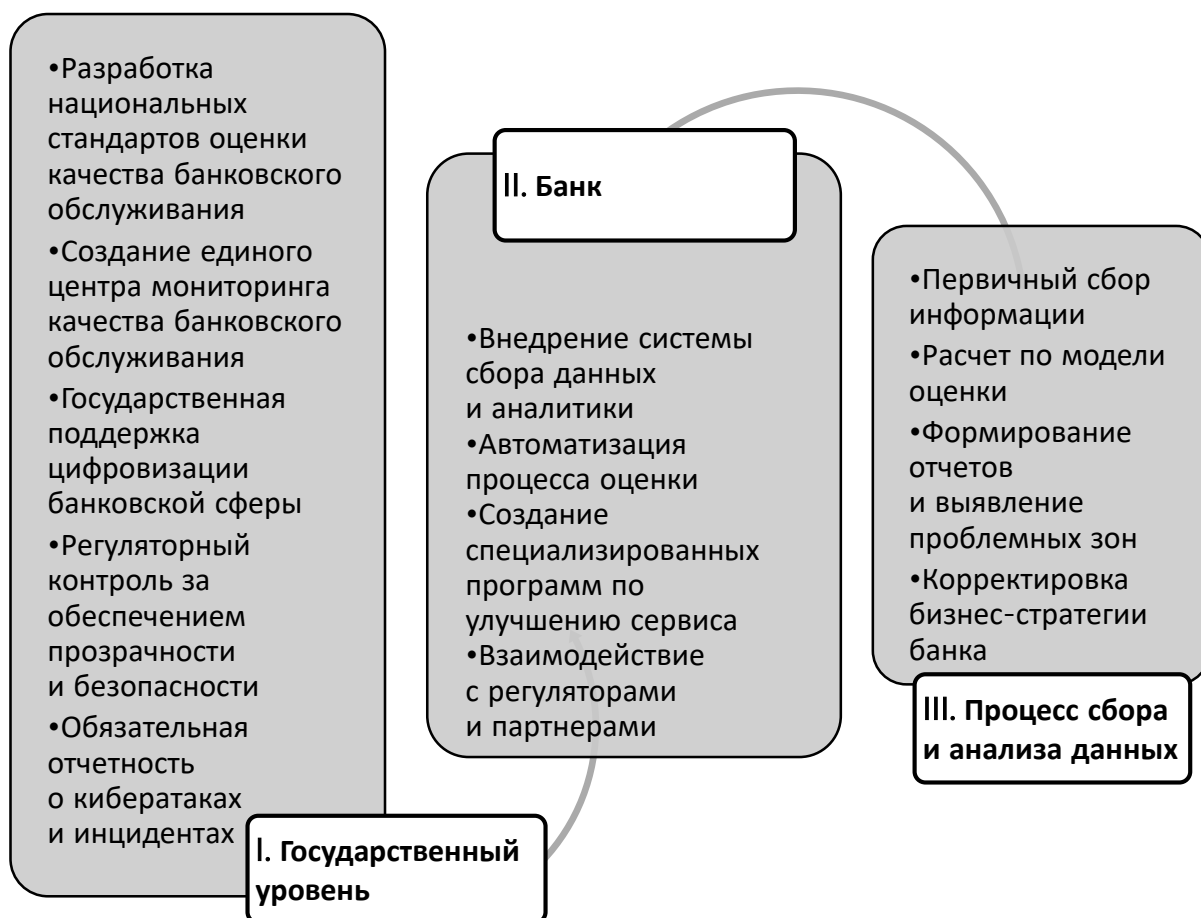 •Разработка
национальных
стандартов оценки
качества банковского
обслуживания
•Создание единого
центра мониторинга
качества банковского
обслуживания
•Государственная
поддержка
цифровизации
банковской сферы
•Регуляторный
контроль за
обеспечением
прозрачности
и безопасности
•Обязательная
отчетность
о кибератаках
и инцидентах
I. Государственный
уровень
II. Банк
•Внедрение системы
сбора данных
и аналитики
•Автоматизация
процесса оценки
•Создание
специализированных
программ по
улучшению сервиса
•Взаимодействие
с регуляторами
и партнерами
•Первичный сбор
информации
•Расчет по модели
оценки
•Формирование
отчетов
и выявление
проблемных зон
•Корректировка
бизнес-стратегии
банка
III. Процесс сбора
и анализа данных